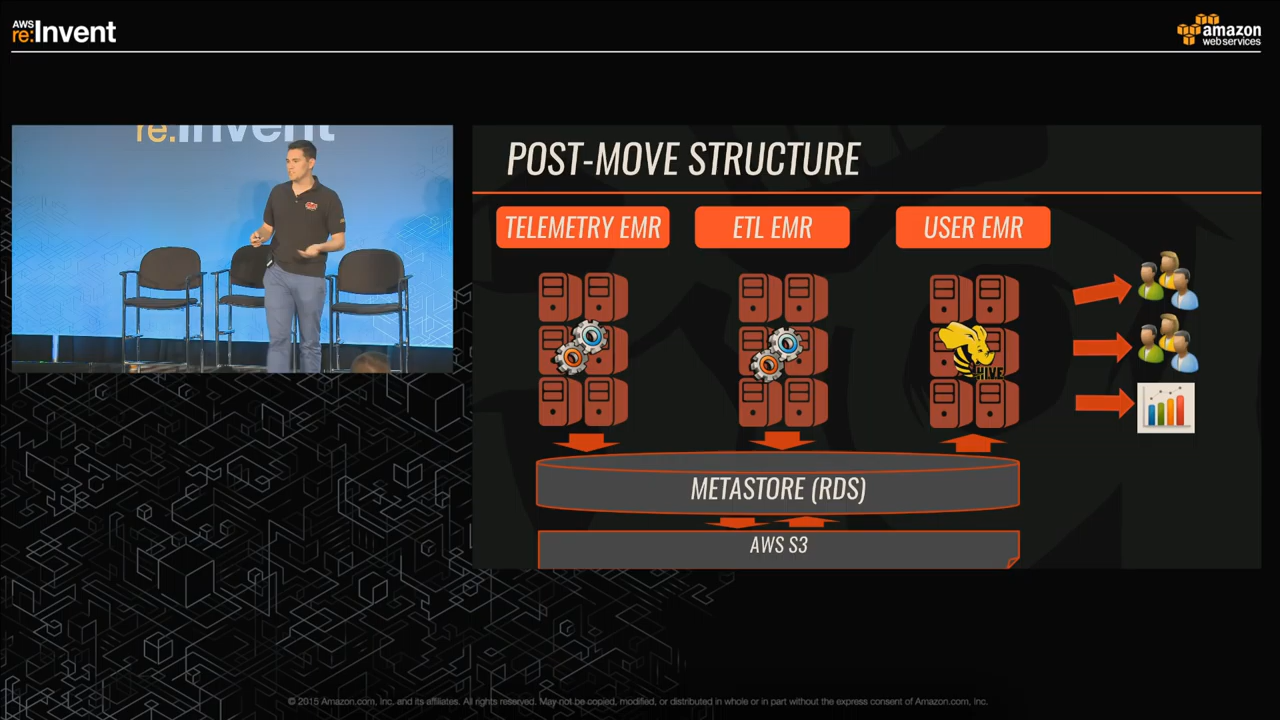 AWS
re:Invent
amazon
web services
re:Invent
POST-MOVE STRUCTURE
TELEMETRY EMR
ETL EMR
USER EMR
HIVE
METASTORE (RDS)
AWS S3
© 2015 Amazon.com, Inc. and its affiliates. All rights reserved. May not be copied, modified, or distributed in whole or in part without the express consent of Amazon.com, Inc.